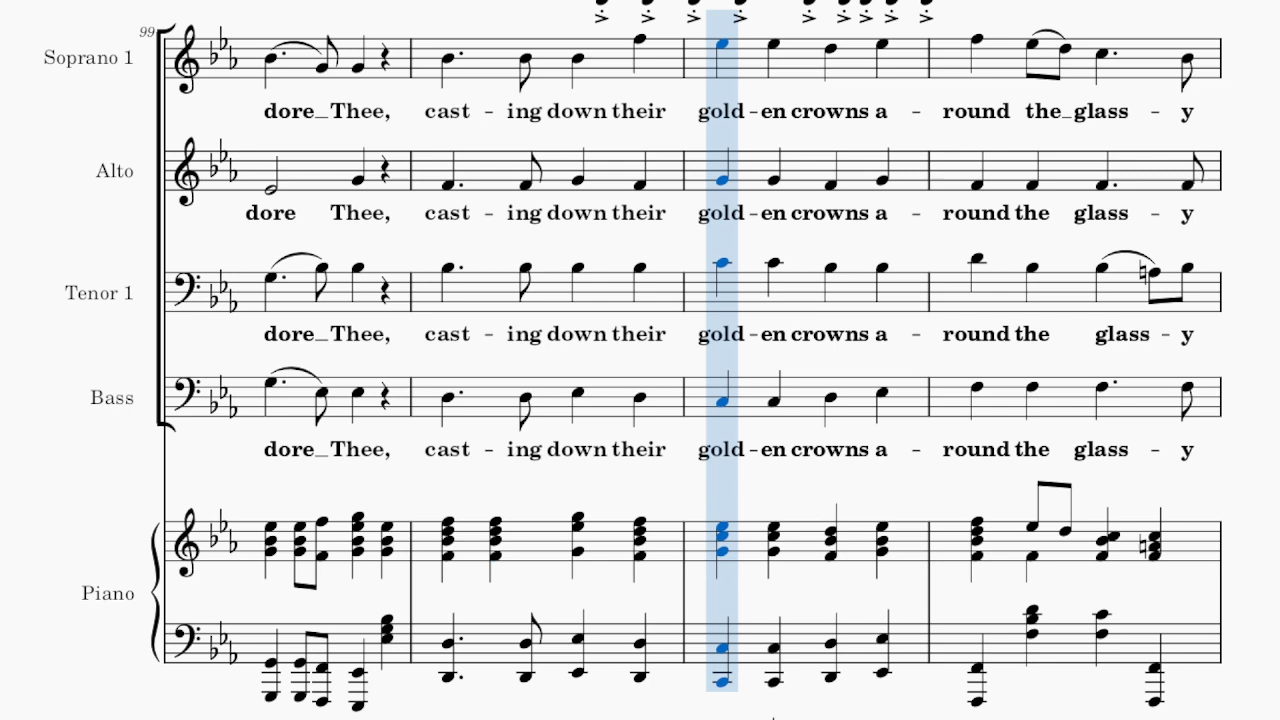 99
Soprano 1
dore_Thee, cast - ing down their gold - en crowns a - round the_glass - y
Alto
dore Thee, cast - ing down their gold - en crowns a - round the glass - y
Tenor 1
dore_Thee, cast - ing down their gold - en crowns a - round the glass - y
Bass
dore_Thee, cast - ing down their gold - en crowns a - round the glass - y
Piano